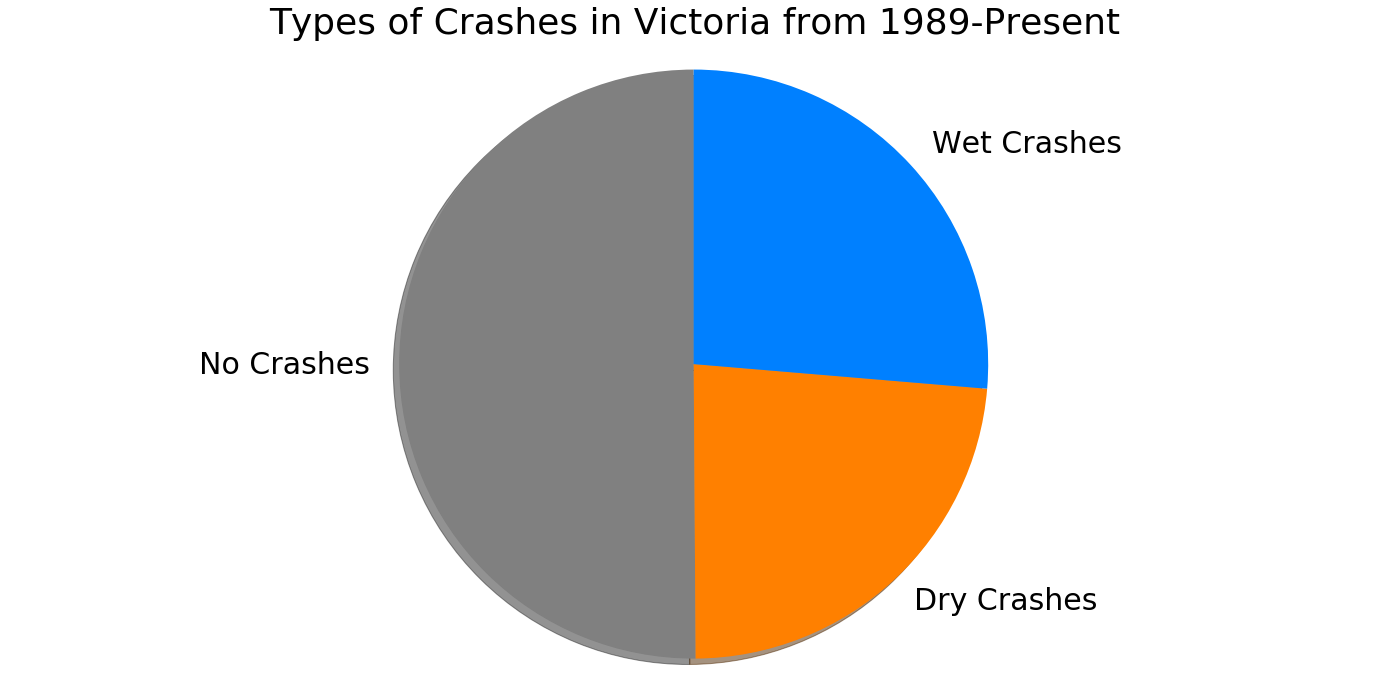 Types of Crashes in Victoria from 1989-Present
Wet Crashes
No Crashes
Dry Crashes